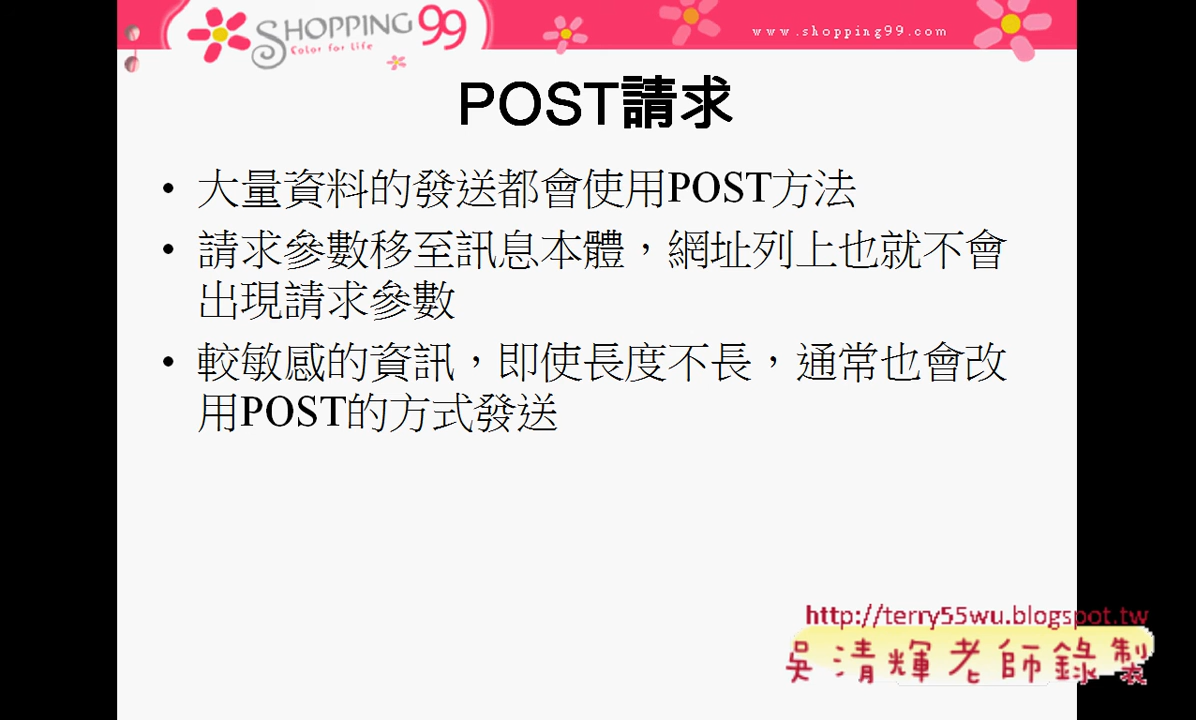 SHOPPING 99
Color for Life
www.shopping99.com
POST請求
• 大量資料的發送都會使用POST方法
• 請求參數移至訊息本體，網址列上也就不會
出現請求參數
• 較敏感的資訊，即使長度不長，通常也會改
用POST的方式發送
http://terry55wu.blogspot.tw
吳清輝老師錄製